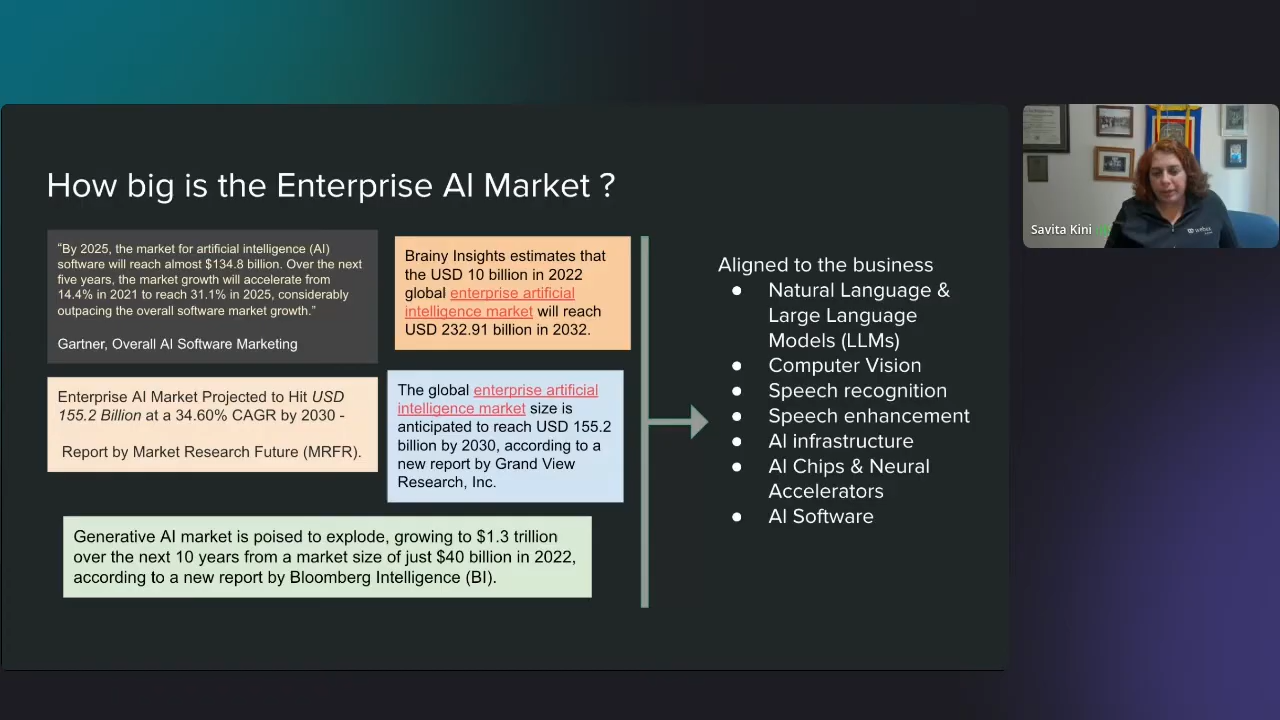 How big is the Enterprise AI Market ?
“By 2025, the market for artificial intelligence (AI)
software will reach almost $134.8 billion. Over the next
five years, the market growth will accelerate from
14.4% in 2021 to reach 31.1% in 2025, considerably
outpacing the overall software market growth.”
Gartner, Overall AI Software Marketing
Brainy Insights estimates that
the USD 10 billion in 2022
global enterprise artificial
intelligence market will reach
USD 232.91 billion in 2032.
Enterprise AI Market Projected to Hit USD
155.2 Billion at a 34.60% CAGR by 2030 -
Report by Market Research Future (MRFR).
The global enterprise artificial
intelligence market size is
anticipated to reach USD 155.2
billion by 2030, according to a
new report by Grand View
Research, Inc.
Generative AI market is poised to explode, growing to $1.3 trillion
over the next 10 years from a market size of just $40 billion in 2022,
according to a new report by Bloomberg Intelligence (BI).
Aligned to the business
● Natural Language &
Large Language
Models (LLMs)
● Computer Vision
● Speech recognition
● Speech enhancement
● AI infrastructure
● AI Chips & Neural
Accelerators
● AI Software
Savita Kini
webex